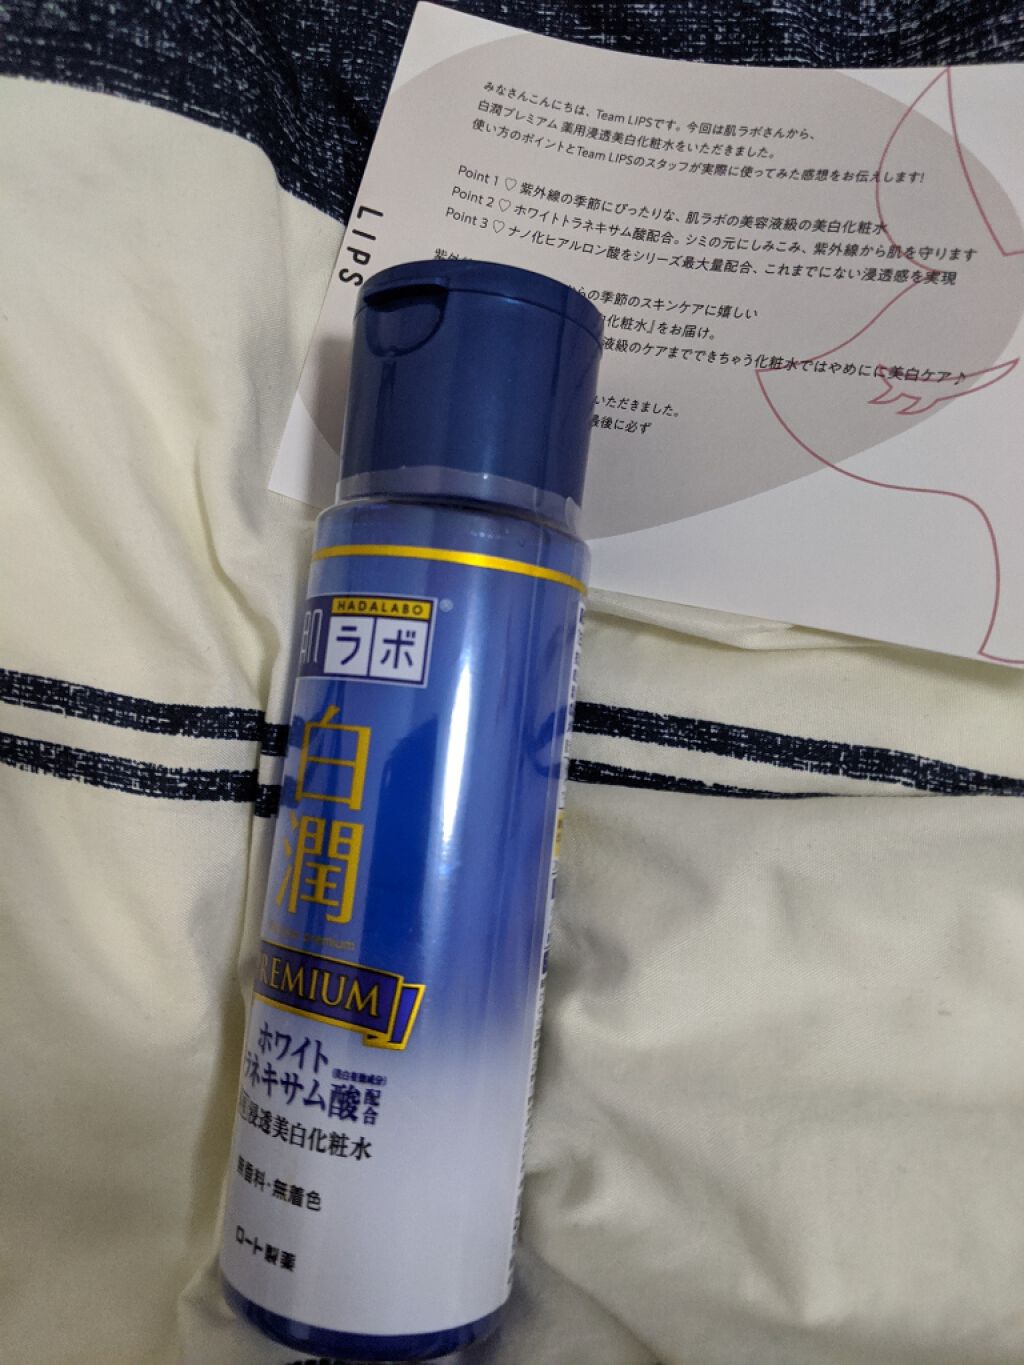 みなさんこんにちは、Team LIPSです。今回は肌ラボさんから、
白潤プレミアム 薬用浸透美白化粧水をいただきました。
使い方のポイントとTeam LIPSのスタッフが実際に使ってみた感想をお伝えします!
Point 1 ♡ 紫外線の季節にぴったりな、肌ラボの美容液級の美白化粧水
Point 2 ♡ ホワイトトラネキサム酸配合。シミの元にしみこみ、紫外線から肌を守ります
Point 3 ♡ ナノ化ヒアルロン酸をシリーズ最大量配合、これまでにない浸透感を実現
紫外
らの季節のスキンケアに嬉しい
化粧水』をお届け。
液級のケアまでできちゃう化粧水ではやめにに美白ケア♪
いただきました。
最後に必ず
LIPS
HADALABO
ラボ®
白潤
premium
REMIUM
ホワイト
ラネキサム酸配合
(美白有効成分)
浸透美白化粧水
無香料・無着色
ロート製薬